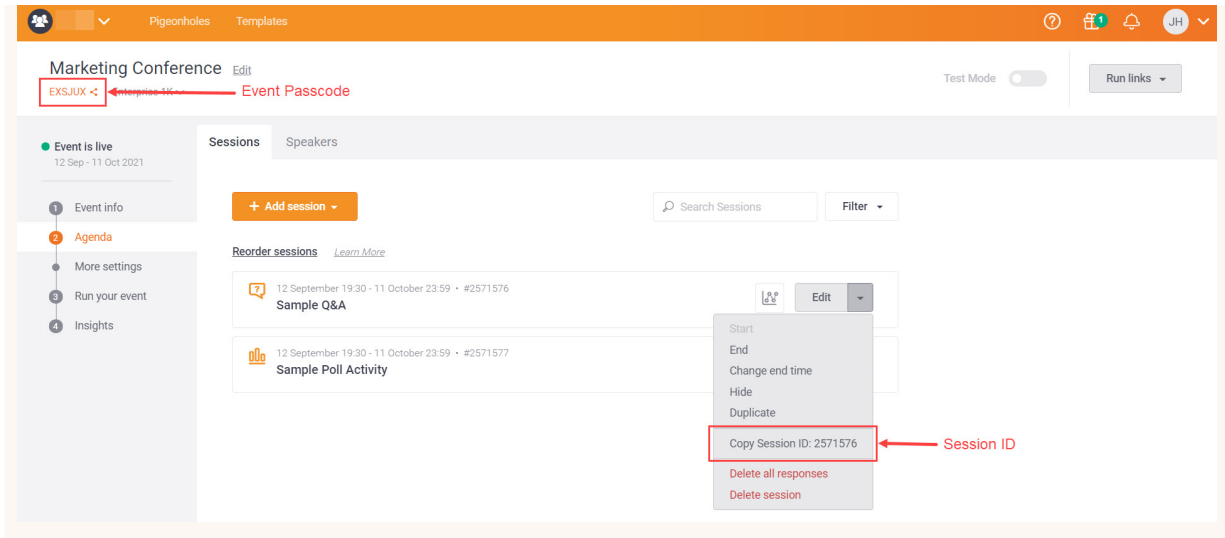 Pigeonholes Templates 1 JH
Marketing Conference Edit
Test Mode Run links
EXSJUX Enterprise 1K Event Passcode
Event is live
12 Sep - 11 Oct 2021
Sessions Speakers
1 Event info
2 Agenda
More settings
3 Run your event
4 Insights
+ Add session Search Sessions Filter
Reorder sessions Learn More
12 September 19:30 - 11 October 23:59 • #2571576
Sample Q&A
Edit
12 September 19:30 - 11 October 23:59 • #2571577
Sample Poll Activity
Start
End
Change end time
Hide
Duplicate
Copy Session ID: 2571576 Session ID
Delete all responses
Delete session